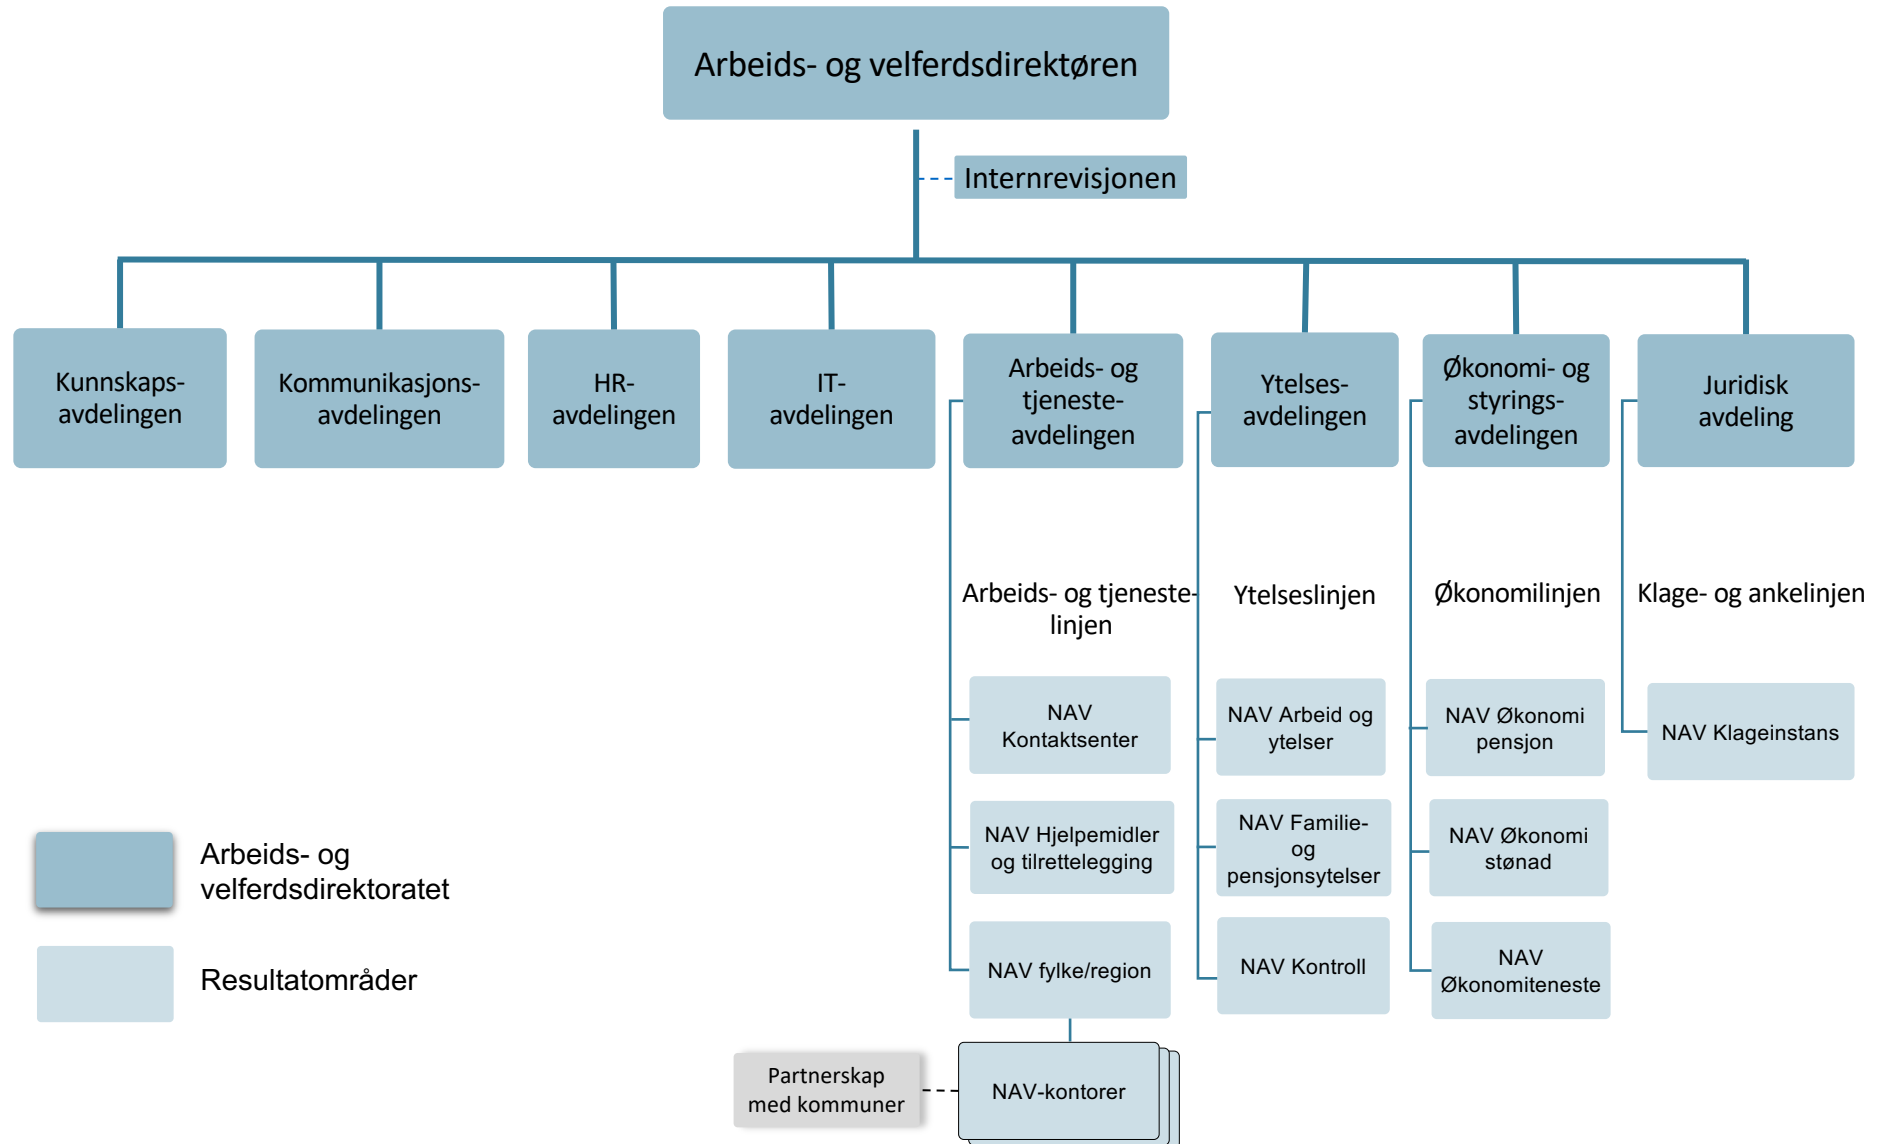 Arbeids- og velferdsdirektøren
Internrevisjonen
Kunnskaps-
avdelingen
Kommunikasjons-
avdelingen
HR-
avdelingen
IT-
avdelingen
Arbeids- og
tjeneste-
avdelingen
Ytelses-
avdelingen
Økonomi- og
styrings-
avdelingen
Juridisk
avdeling
Arbeids- og tjeneste-
linjen
Ytelseslinjen
Økonomilinjen
Klage- og ankelinjen
NAV
Kontaktsenter
NAV Arbeid og
ytelser
NAV Økonomi
pensjon
NAV Klageinstans
NAV Hjelpemidler
og tilrettelegging
NAV Familie-
og
pensjonsytelser
NAV Økonomi
stønad
NAV fylke/region
NAV Kontroll
NAV
Økonomiteneste
Arbeids- og
velferdsdirektoratet
Resultatområder
Partnerskap
med kommuner
NAV-kontorer